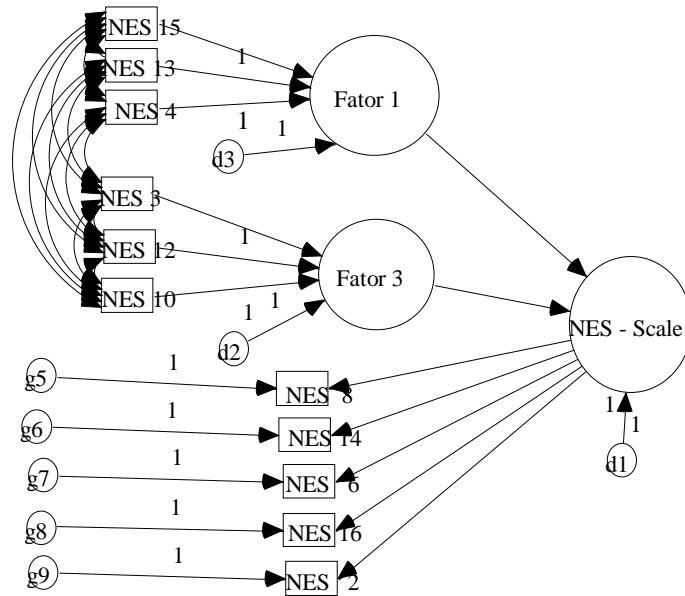 NES 15
1
NES 13
Fator 1
NES 4
1
1
d3
NES 3
1
NES 12
Fator 3
NES 10
1
1
d2
NES - Scale
g5
1
NES 8
g6
1
NES 14
1
1
d1
g7
1
NES 6
g8
1
NES 16
g9
1
NES 2